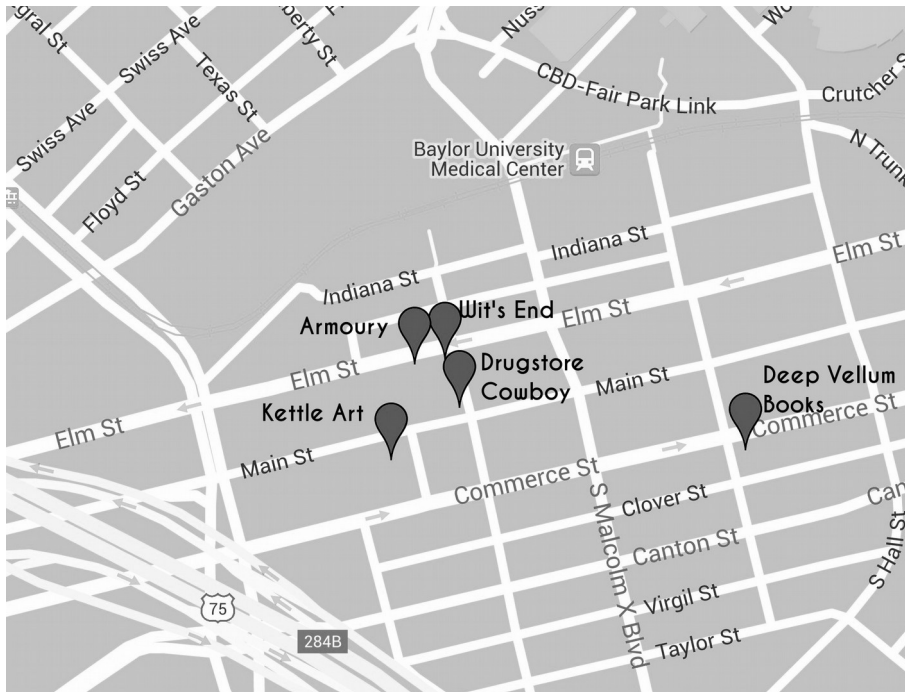 Swiss Ave
Texas St
Swiss Ave
Floyd St
Gaston Ave
CBD-Fair Park Link
Crutcher S
N Trunk
Baylor University
Medical Center
Indiana St
Indiana St
Elm St
Elm St
Elm St
Elm St
Armoury
Wit's End
Drugstore
Cowboy
Kettle Art
Deep Vellum
Books
Main St
Main St
Commerce St
Commerce St
Clover St
Canton St
Can
Virgil St
Taylor St
S Malcolm X Blvd
S Hall St
75
284B